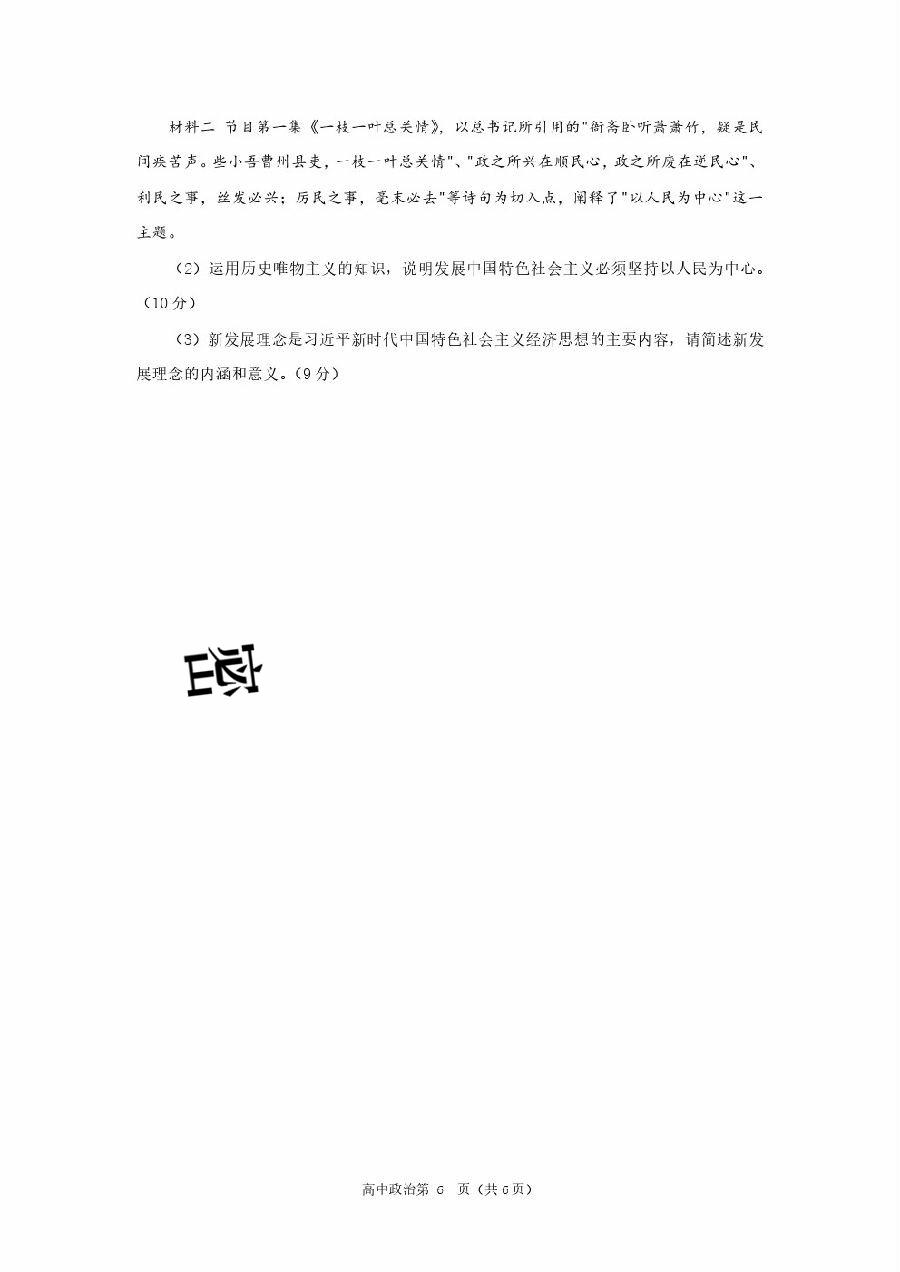 材料二 节目第一集《一枝一叶总关情》，以总书记所引用的"衙斋卧听萧萧竹，疑是民
间疾苦声。些小吾曹州县吏，一枝一叶总关情"、"政之所兴在顺民心，政之所废在逆民心"、
利民之事，丝发必兴；厉民之事，毫末必去"等诗句为切入点，阐释了"以人民为中心"这一
主题。
（2）运用历史唯物主义的知识，说明发展中国特色社会主义必须坚持以人民为中心。
（10 分）
（3）新发展理念是习近平新时代中国特色社会主义经济思想的主要内容，请简述新发
展理念的内涵和意义。（9 分）
密
高中政治第 6 页（共 6 页）